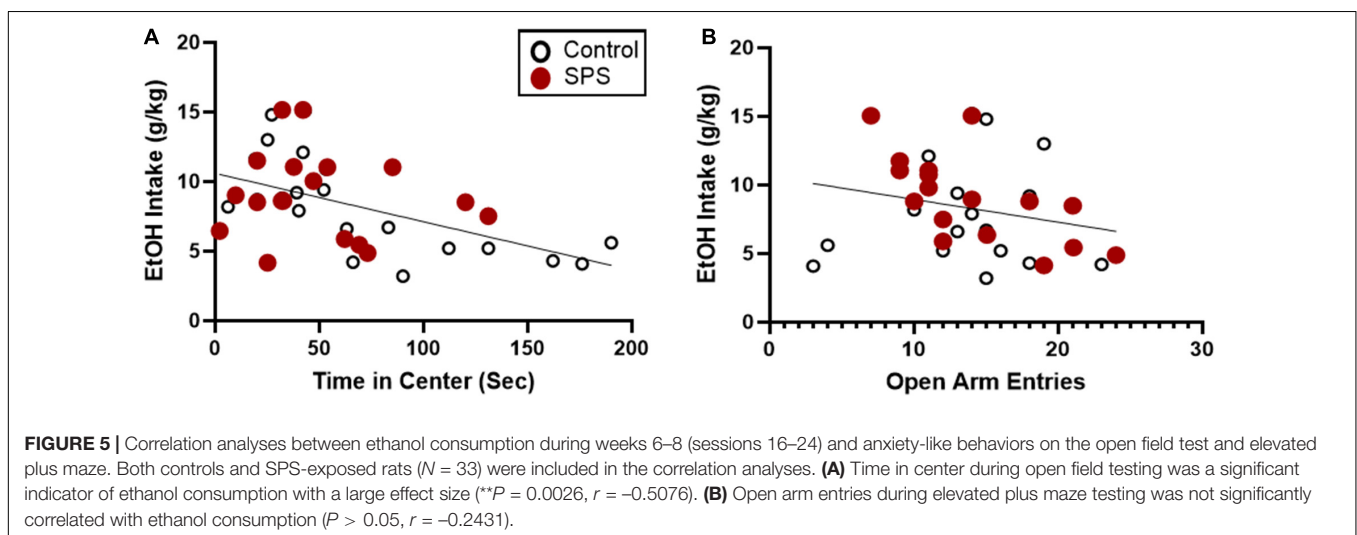 A
B
Control
SPS
20
15
10
5
0
EtOH Intake (g/kg)
0
50
100
150
200
Time in Center (Sec)
20
15
10
5
0
EtOH Intake (g/kg)
0
10
20
30
Open Arm Entries
FIGURE 5 | Correlation analyses between ethanol consumption during weeks 6–8 (sessions 16–24) and anxiety-like behaviors on the open field test and elevated
plus maze. Both controls and SPS-exposed rats (N = 33) were included in the correlation analyses. (A) Time in center during open field testing was a significant
indicator of ethanol consumption with a large effect size (**P = 0.0026, r = –0.5076). (B) Open arm entries during elevated plus maze testing was not significantly
correlated with ethanol consumption (P > 0.05, r = –0.2431).